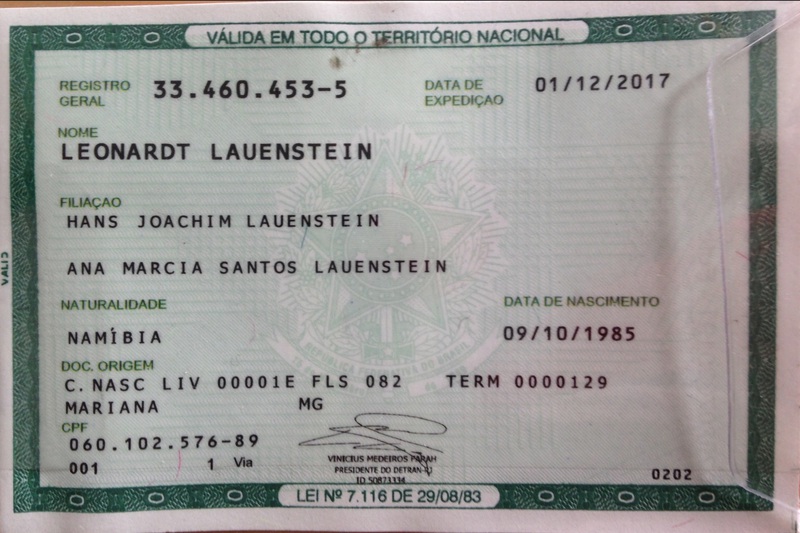 VÁLIDA EM TODO O TERRITÓRIO NACIONAL
REGISTRO GERAL 33.460.453-5 DATA DE EXPEDIÇAO 01/12/2017
NOME
LEONARDT LAUENSTEIN
FILIAÇAO
HANS JOACHIM LAUENSTEIN
ANA MARCIA SANTOS LAUENSTEIN
NATURALIDADE DATA DE NASCIMENTO
NAMÍBIA 09/10/1985
DOC. ORIGEM
C. NASC LIV 00001E FLS 082 TERM 0000129
MARIANA MG
CPF
060.102.576-89
001 1 Via
VINICIUS MEDEIROS FARAH
PRESIDENTE DO DETRAN-RJ
ID 50873334
0202
LEI Nº 7.116 DE 29/08/83
VALID